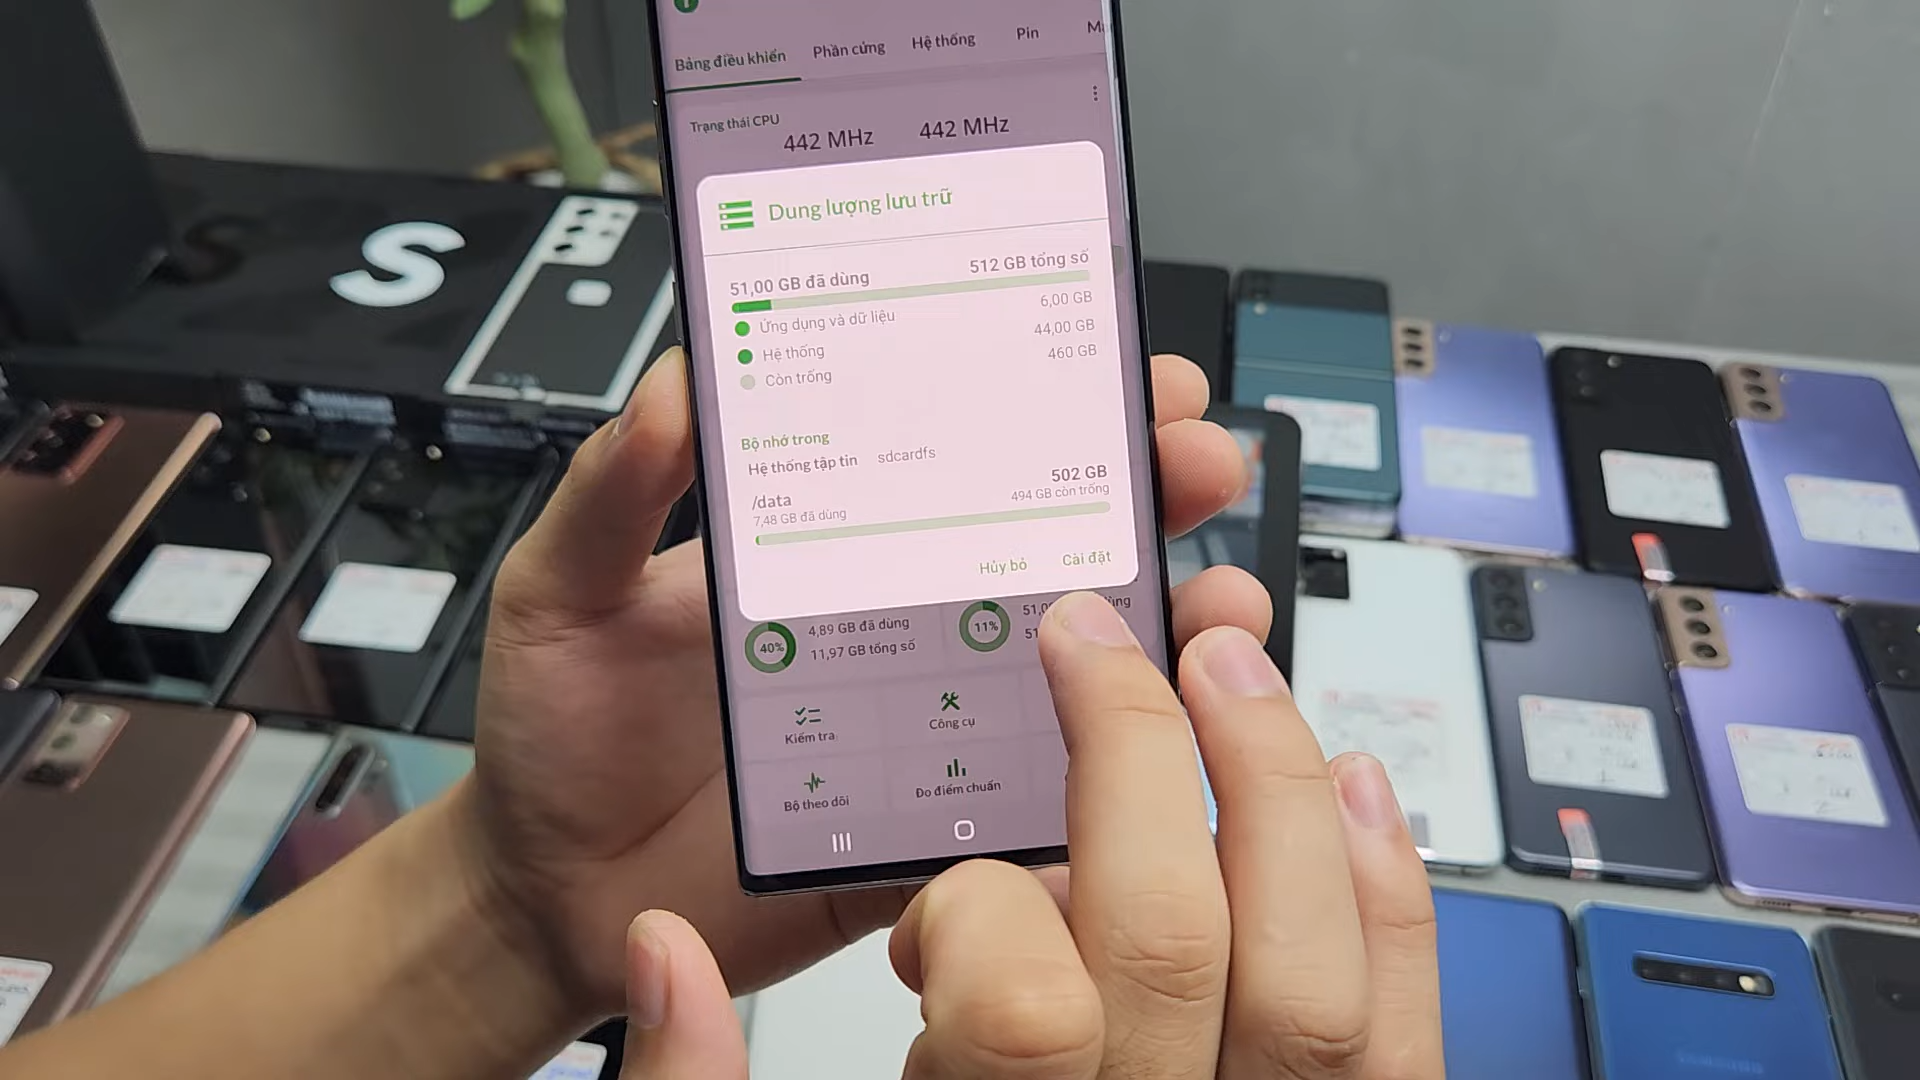 Bảng điều khiển
Phần cứng
Hệ thống
Pin
Trạng thái CPU
442 MHz
442 MHz
S
Dung lượng lưu trữ
51,00 GB đã dùng
512 GB tổng số
Ứng dụng và dữ liệu
6,00 GB
Hệ thống
44,00 GB
Còn trống
460 GB
Bộ nhớ trong
Hệ thống tập tin
sdcardfs
/data
502 GB
7,48 GB đã dùng
494 GB còn trống
Hủy bỏ
Cài đặt
40%
4,89 GB đã dùng
11,97 GB tổng số
11%
Kiểm tra
Công cụ
Bộ theo dõi
Đo điểm chuẩn